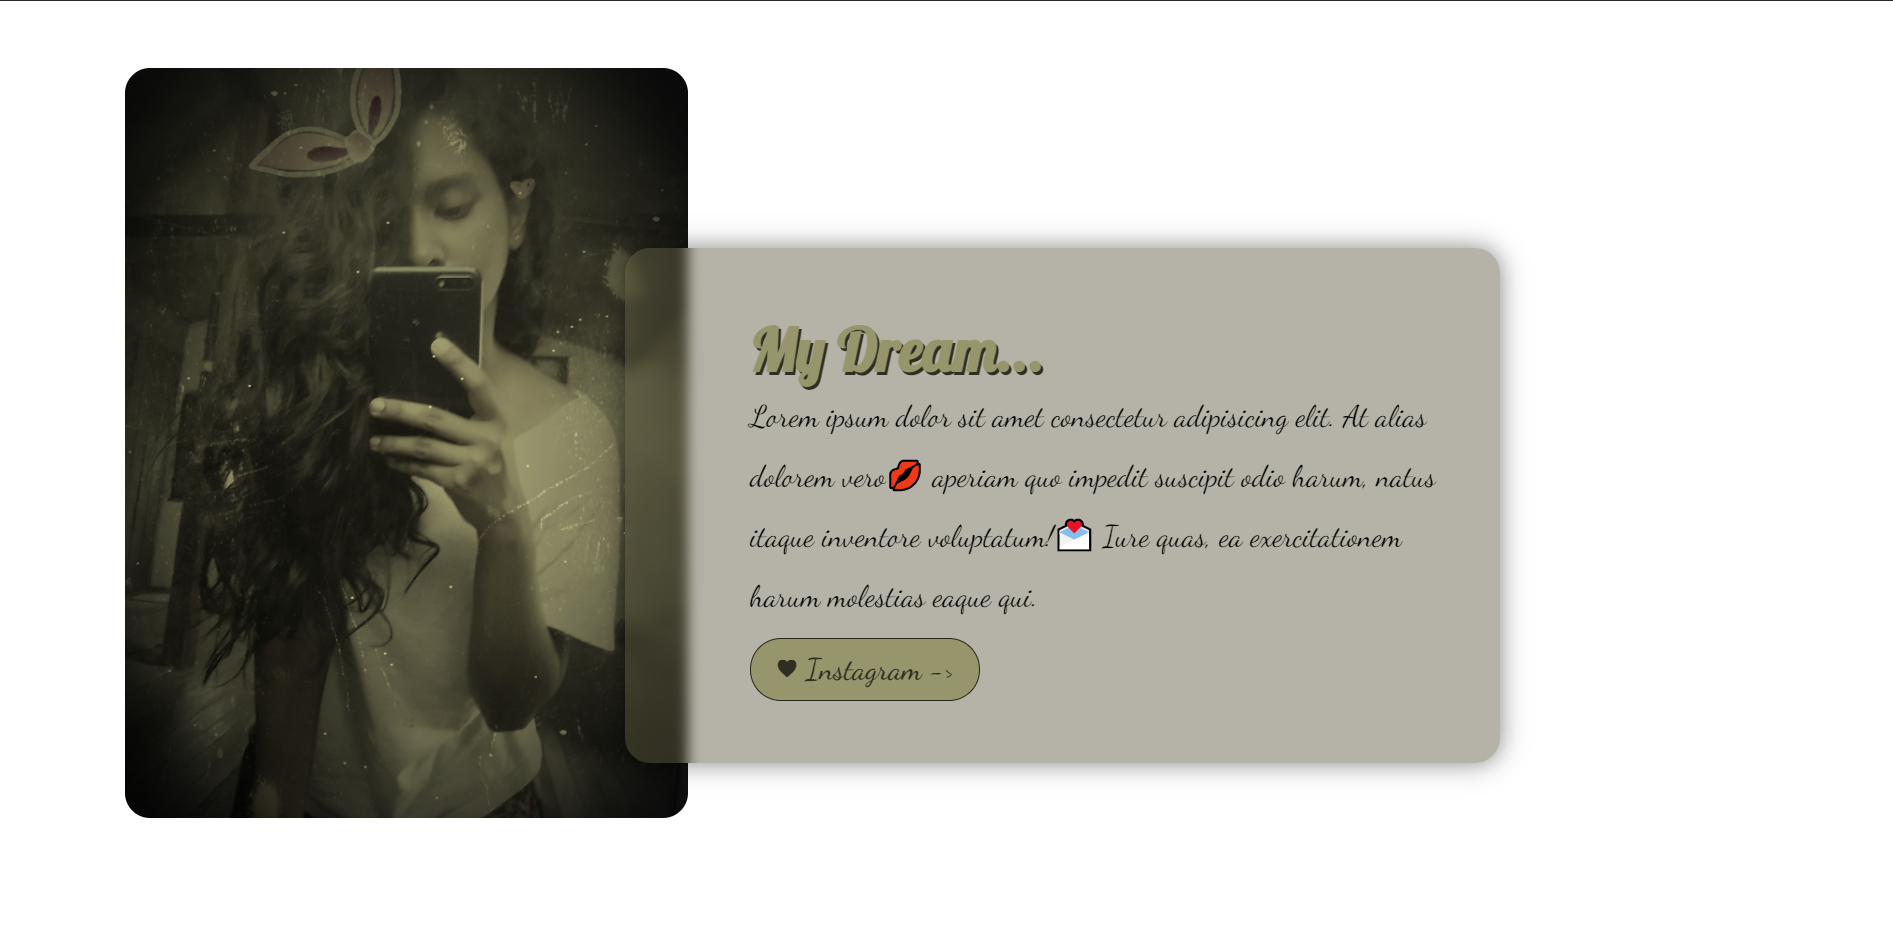 My Dream...
Lorem ipsum dolor sit amet consectetur adipisicing elit. At alias
dolorem vero💋 aperiam quo impedit suscipit odio harum, natus
itaque inventore voluptatum!💌 Iure quas, ea exercitationem
harum molestias eaque qui.
♥ Instagram ->